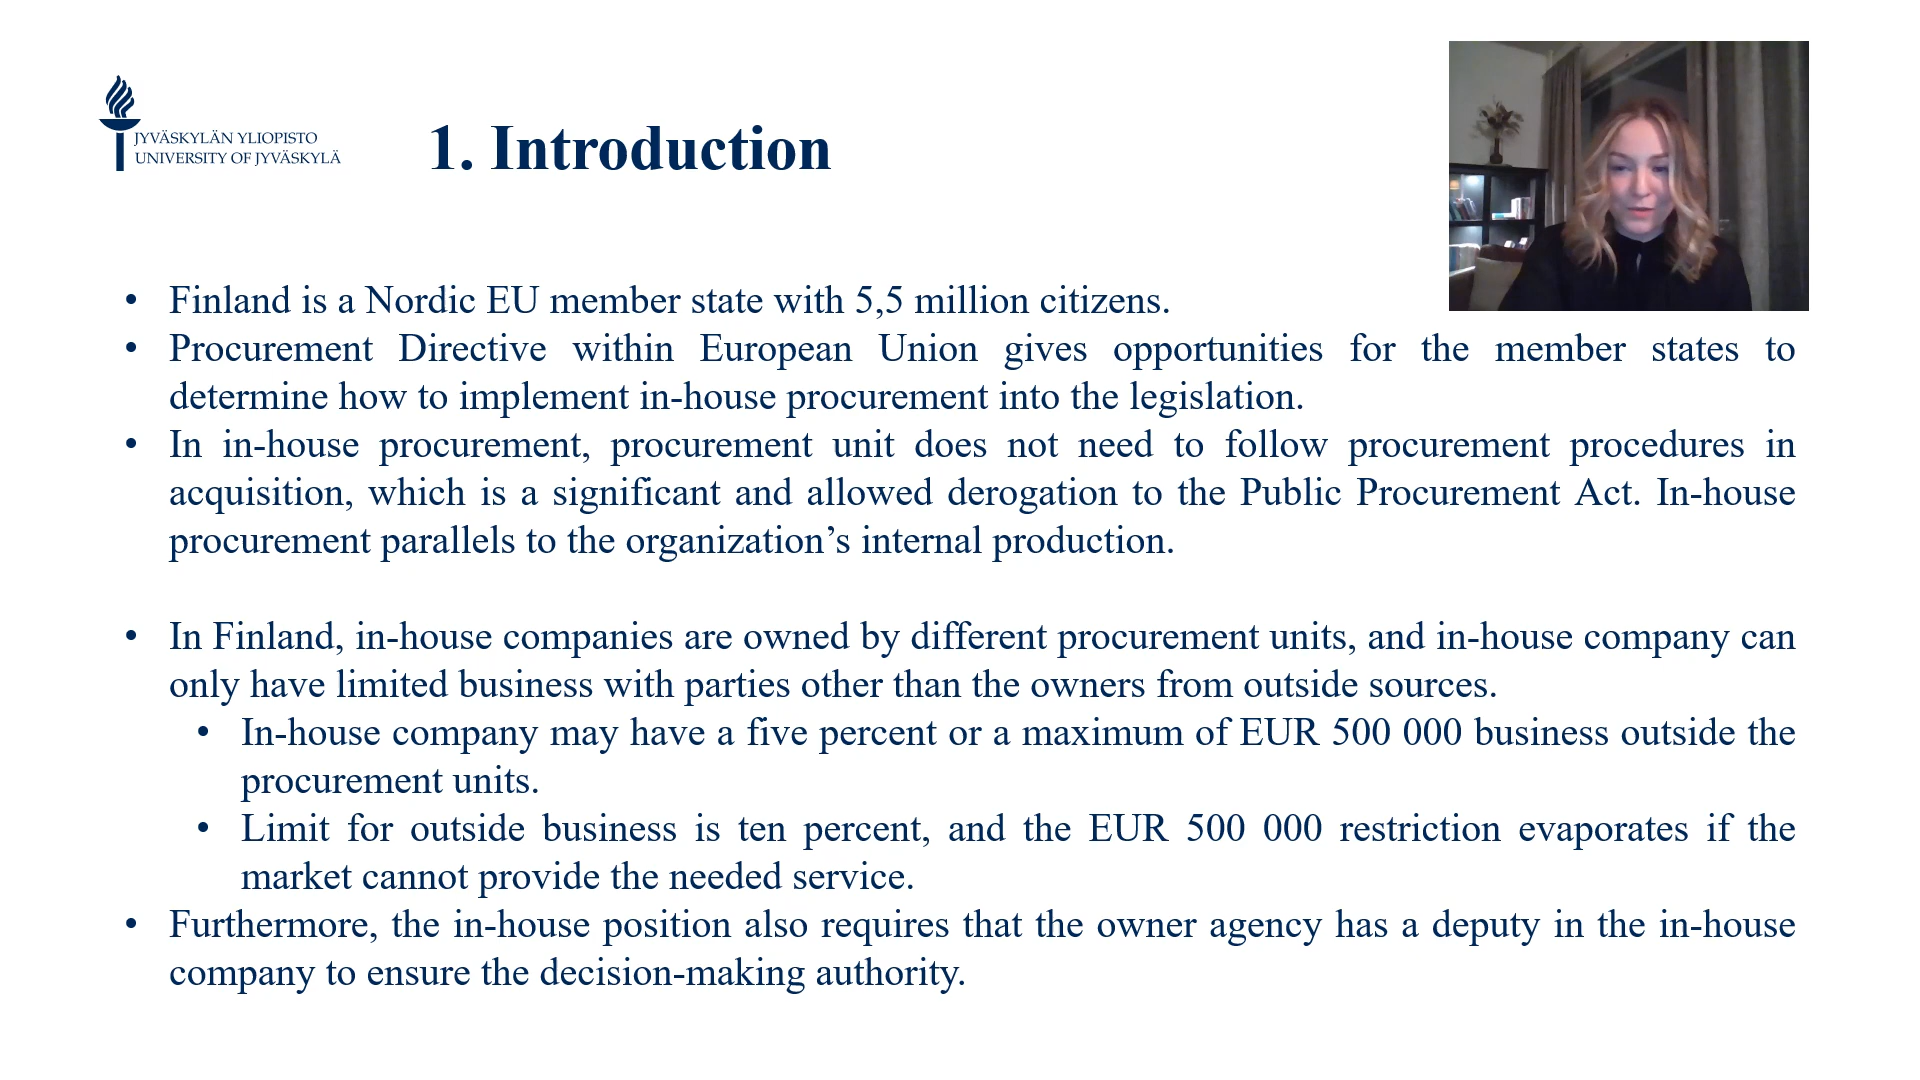 JYVÄSKYLÄN YLIOPISTO
UNIVERSITY OF JYVÄSKYLÄ
1. Introduction
• Finland is a Nordic EU member state with 5,5 million citizens.
• Procurement Directive within European Union gives opportunities for the member states to
determine how to implement in-house procurement into the legislation.
• In in-house procurement, procurement unit does not need to follow procurement procedures in
acquisition, which is a significant and allowed derogation to the Public Procurement Act. In-house
procurement parallels to the organization’s internal production.
• In Finland, in-house companies are owned by different procurement units, and in-house company can
only have limited business with parties other than the owners from outside sources.
• In-house company may have a five percent or a maximum of EUR 500 000 business outside the
procurement units.
• Limit for outside business is ten percent, and the EUR 500 000 restriction evaporates if the
market cannot provide the needed service.
• Furthermore, the in-house position also requires that the owner agency has a deputy in the in-house
company to ensure the decision-making authority.